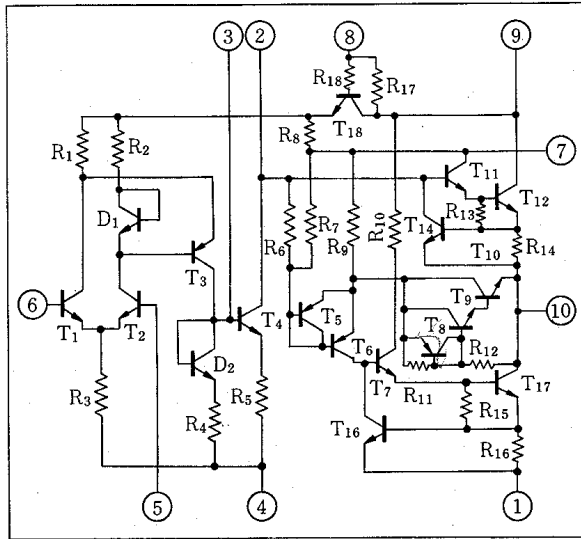 3 2 8 9
R18 R17
R8 T18
R1 R2 7
T11
D1 R13 T12
R6 R7 R9 R10 T14 T10 R14
T3
6 T1 T2 T9 10
T5 T8
T4 T6 R12
D2 T7 T17
R3 R5 R11 R15
R4 T16
R16
5 4 1